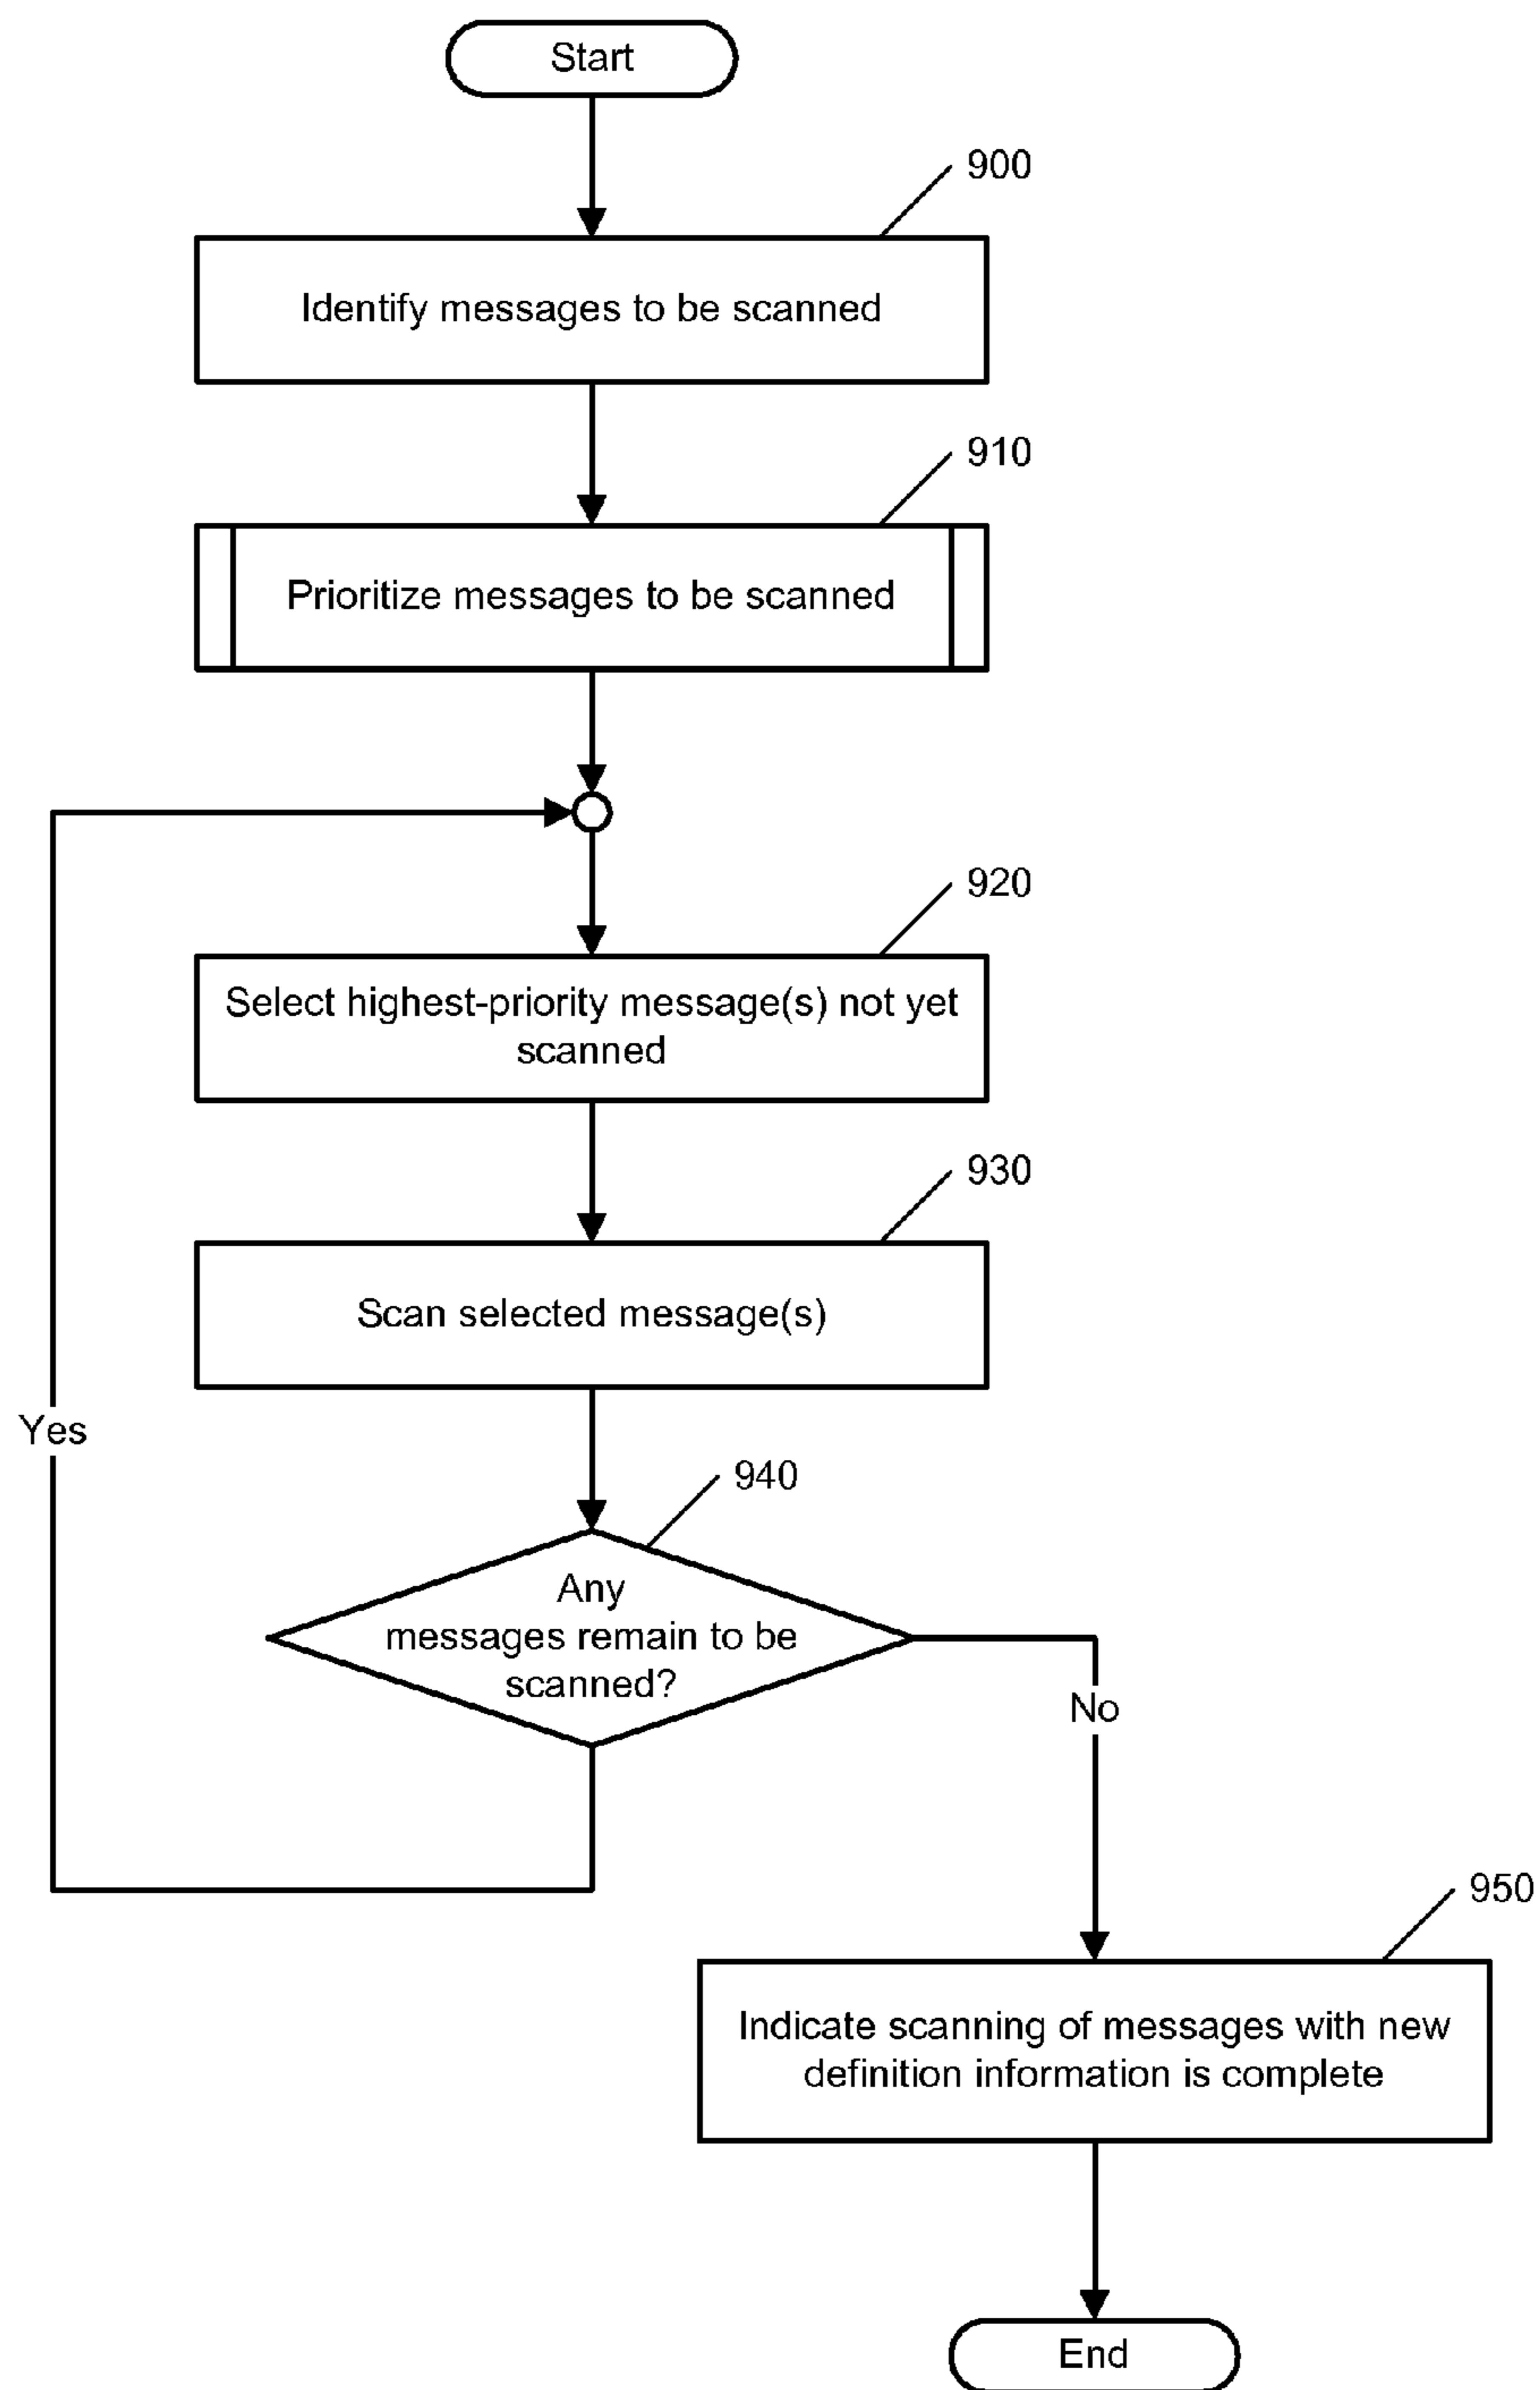 Start
900
Identify messages to be scanned
910
Prioritize messages to be scanned
920
Select highest-priority message(s) not yet
scanned
930
Scan selected message(s)
Yes
940
Any
messages remain to be
scanned?
No
950
Indicate scanning of messages with new
definition information is complete
End